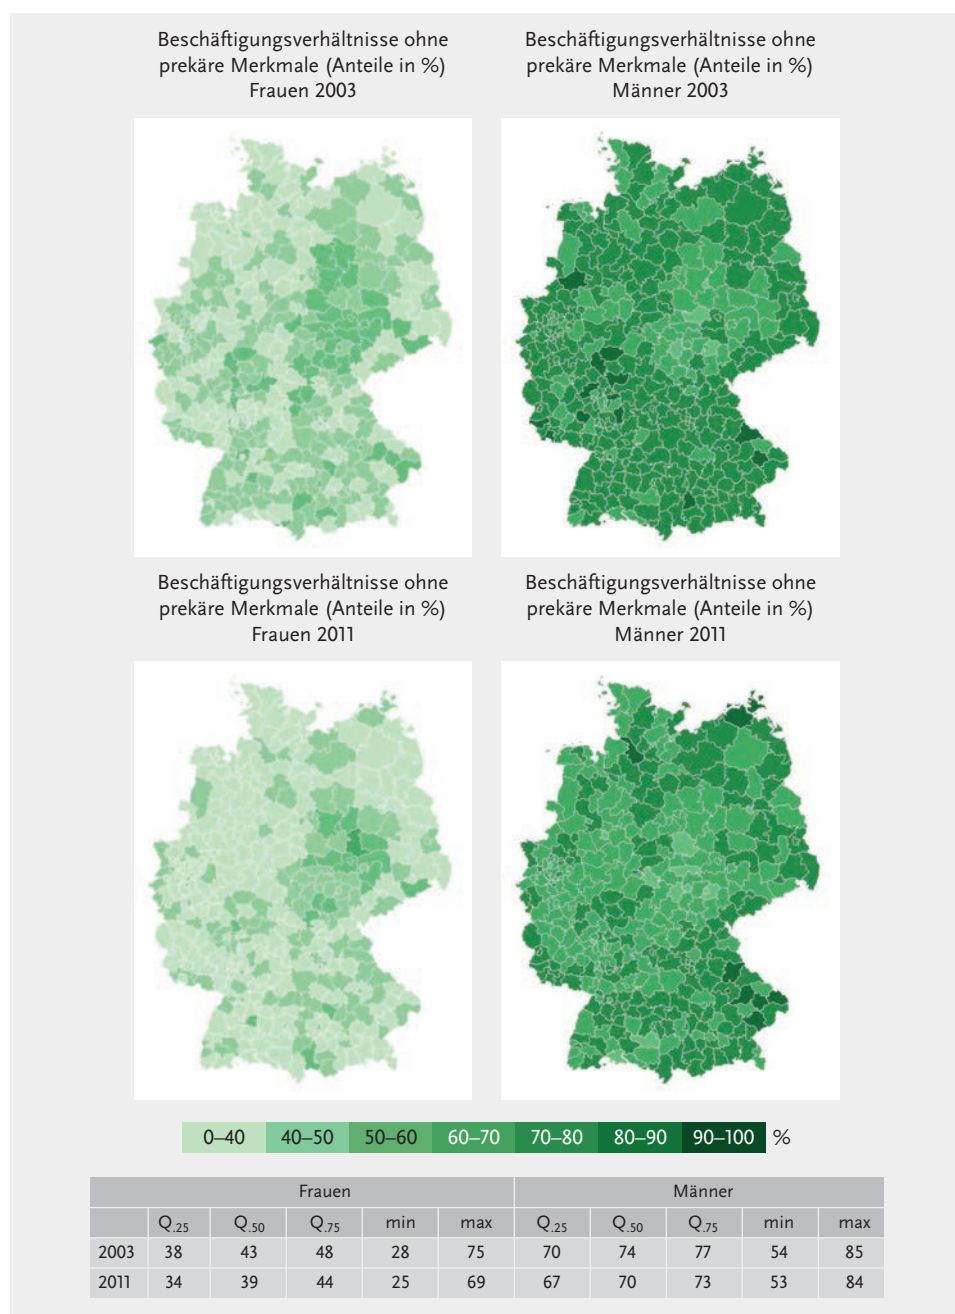 Beschäftigungsverhältnisse ohne
prekäre Merkmale (Anteile in %)
Frauen 2003
Beschäftigungsverhältnisse ohne
prekäre Merkmale (Anteile in %)
Männer 2003
Beschäftigungsverhältnisse ohne
prekäre Merkmale (Anteile in %)
Frauen 2011
Beschäftigungsverhältnisse ohne
prekäre Merkmale (Anteile in %)
Männer 2011
0–40 40–50 50–60 60–70 70–80 80–90 90–100 %
Frauen Männer
Q.25 Q.50 Q.75 min max Q.25 Q.50 Q.75 min max
2003 38 43 48 28 75 70 74 77 54 85
2011 34 39 44 25 69 67 70 73 53 84